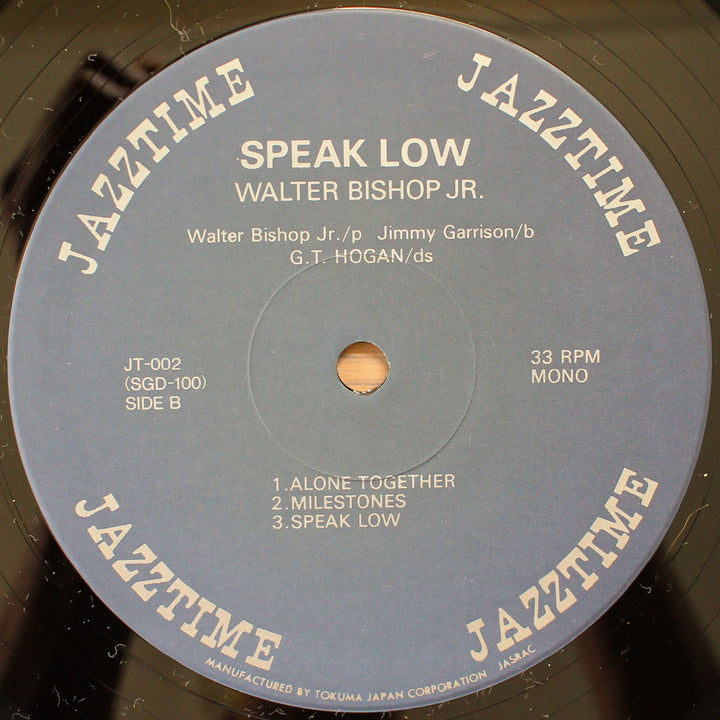 JAZZTIME
JAZZTIME
SPEAK LOW
WALTER BISHOP JR.
Walter Bishop Jr./p Jimmy Garrison/b
G.T. HOGAN/ds
JT-002
(SGD-100)
SIDE B
33 RPM
MONO
1.ALONE TOGETHER
2.MILESTONES
3.SPEAK LOW
JAZZTIME
JAZZTIME
MANUFACTURED BY TOKUMA JAPAN CORPORATION JASRAC